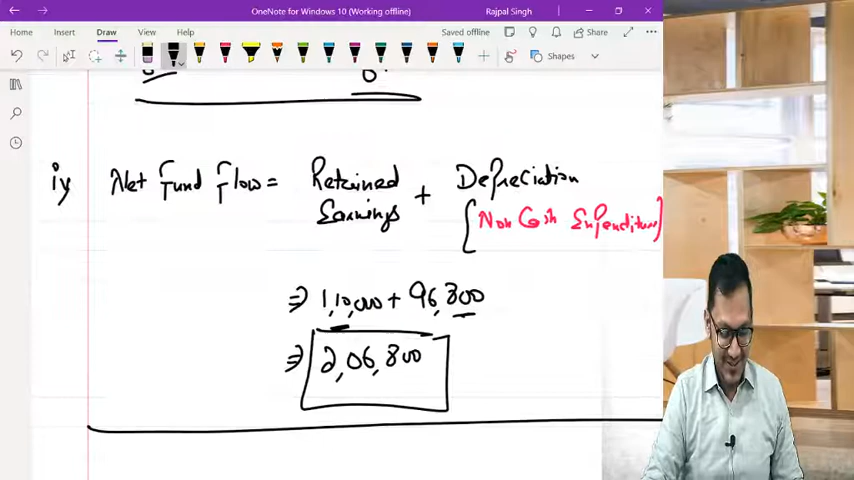 OneNote for Windows 10 (Working offline)
Rajpal Singh
Home Insert Draw View Help
Saved offline Share
Shapes
iv Net Fund Flow = Retained Earnings + Depreciation
[Non Cash Expenditure]
⇒ 1,10,000 + 96,800
⇒ 2,06,800